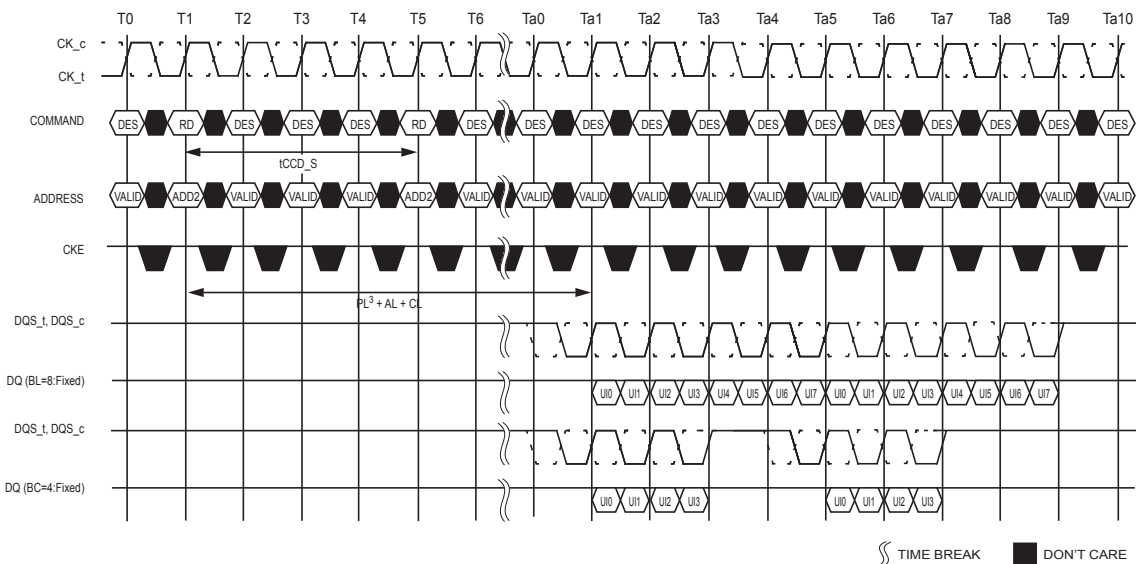 T0 T1 T2 T3 T4 T5 T6 Ta0 Ta1 Ta2 Ta3 Ta4 Ta5 Ta6 Ta7 Ta8 Ta9 Ta10
CK_c
CK_t
COMMAND DES RD DES DES DES RD DES DES DES DES DES DES DES DES DES DES DES DES
tCCD_S
ADDRESS VALID ADD2 VALID VALID VALID ADD2 VALID VALID VALID VALID VALID VALID VALID VALID VALID VALID VALID VALID
CKE
PL³ + AL + CL
DQS_t, DQS_c
DQ (BL=8:Fixed) UI0 UI1 UI2 UI3 UI4 UI5 UI6 UI7 UI0 UI1 UI2 UI3 UI4 UI5 UI6 UI7
DQS_t, DQS_c
DQ (BC=4:Fixed) UI0 UI1 UI2 UI3 UI0 UI1 UI2 UI3
TIME BREAK DON'T CARE